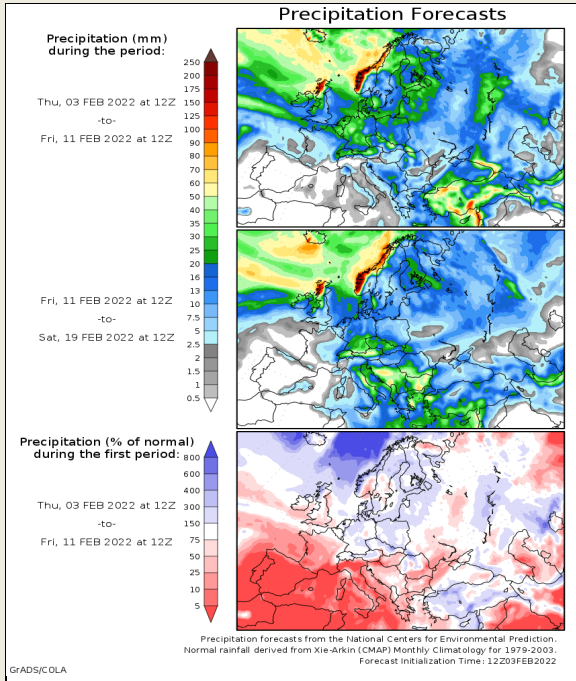 Precipitation Forecasts
Precipitation (mm)
during the period:
Thu, 03 FEB 2022 at 12Z
-to-
Fri, 11 FEB 2022 at 12Z
250
200
175
150
125
100
90
80
70
60
50
40
35
30
25
20
16
13
10
7.5
5
2.5
2
1.5
1
0.5
Fri, 11 FEB 2022 at 12Z
-to-
Sat, 19 FEB 2022 at 12Z
Precipitation (% of normal)
during the first period:
Thu, 03 FEB 2022 at 12Z
-to-
Fri, 11 FEB 2022 at 12Z
800
600
400
300
150
75
50
25
10
5
Precipitation forecasts from the National Centers for Environmental Prediction.
Normal rainfall derived from Xie-Arkin (CMAP) Monthly Climatology for 1979-2003.
Forecast Initialization Time: 12Z03FEB2022
GrADS/COLA